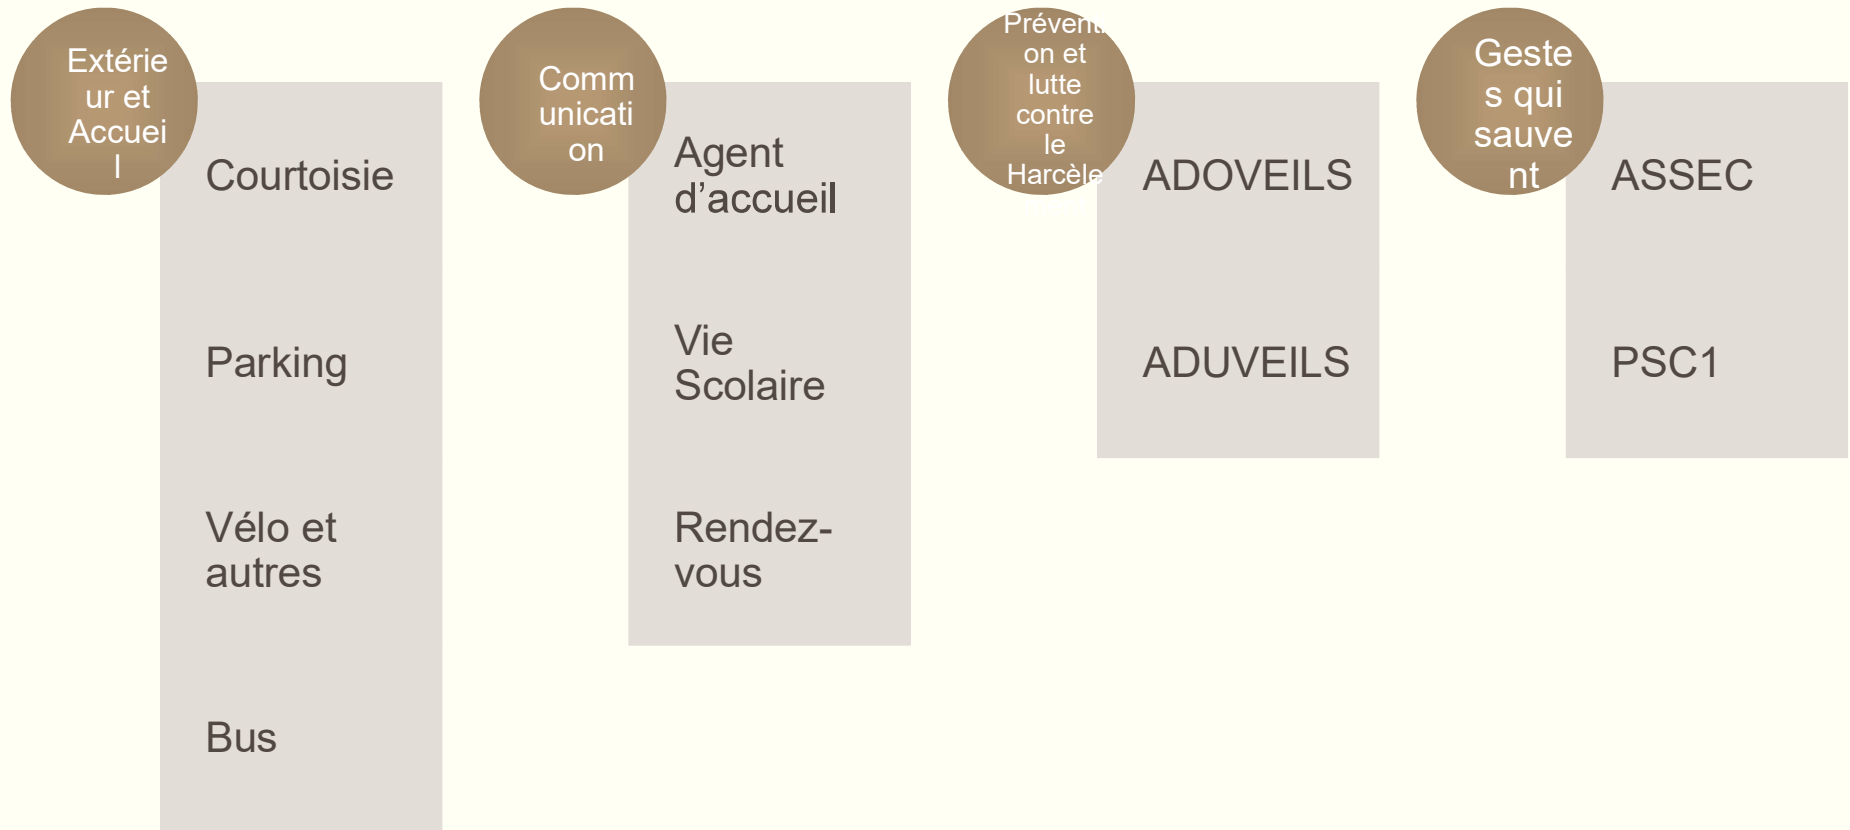 Extérie
ur et
Accuei
l
Courtoisie
Parking
Vélo et
autres
Bus
Comm
unicati
on
Agent
d’accueil
Vie
Scolaire
Rendez-
vous
Préventi
on et
lutte
contre
le
Harcèle
ADOVEILS
ADUVEILS
Geste
s qui
sauve
nt
ASSEC
PSC1